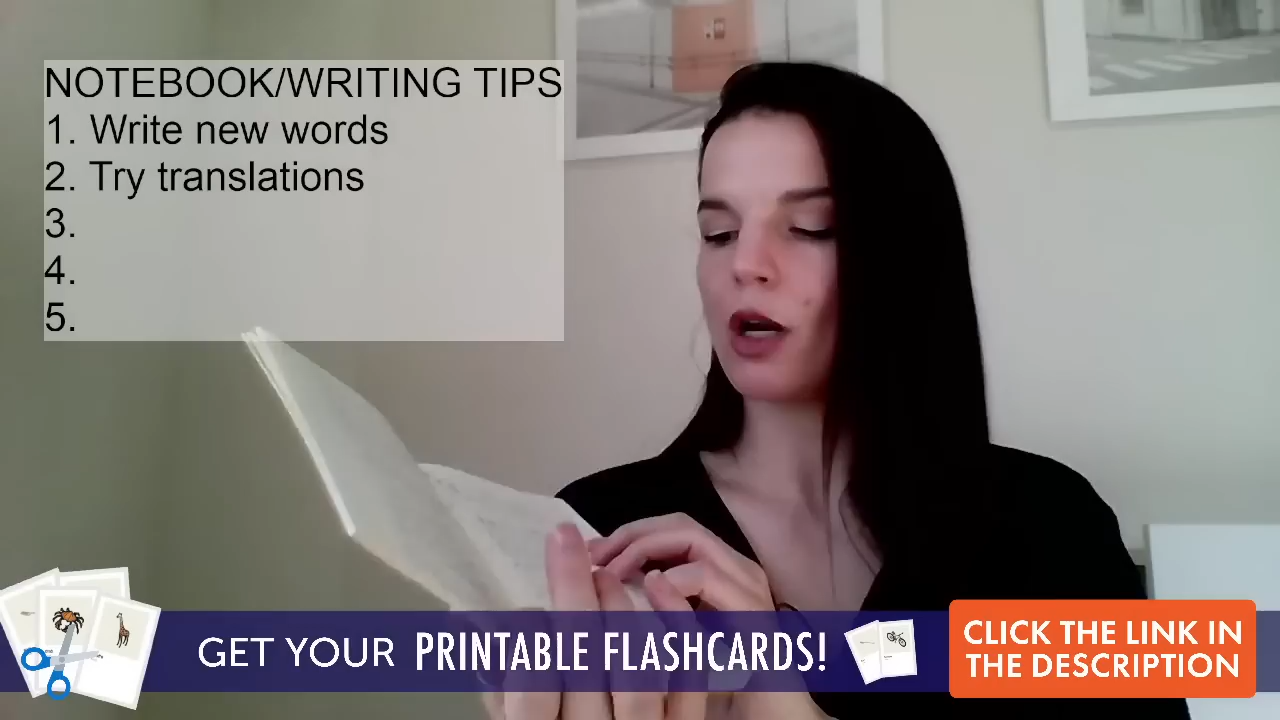 NOTEBOOK/WRITING TIPS
1. Write new words
2. Try translations
3.
4.
5.
GET YOUR PRINTABLE FLASHCARDS!
CLICK THE LINK IN
THE DESCRIPTION